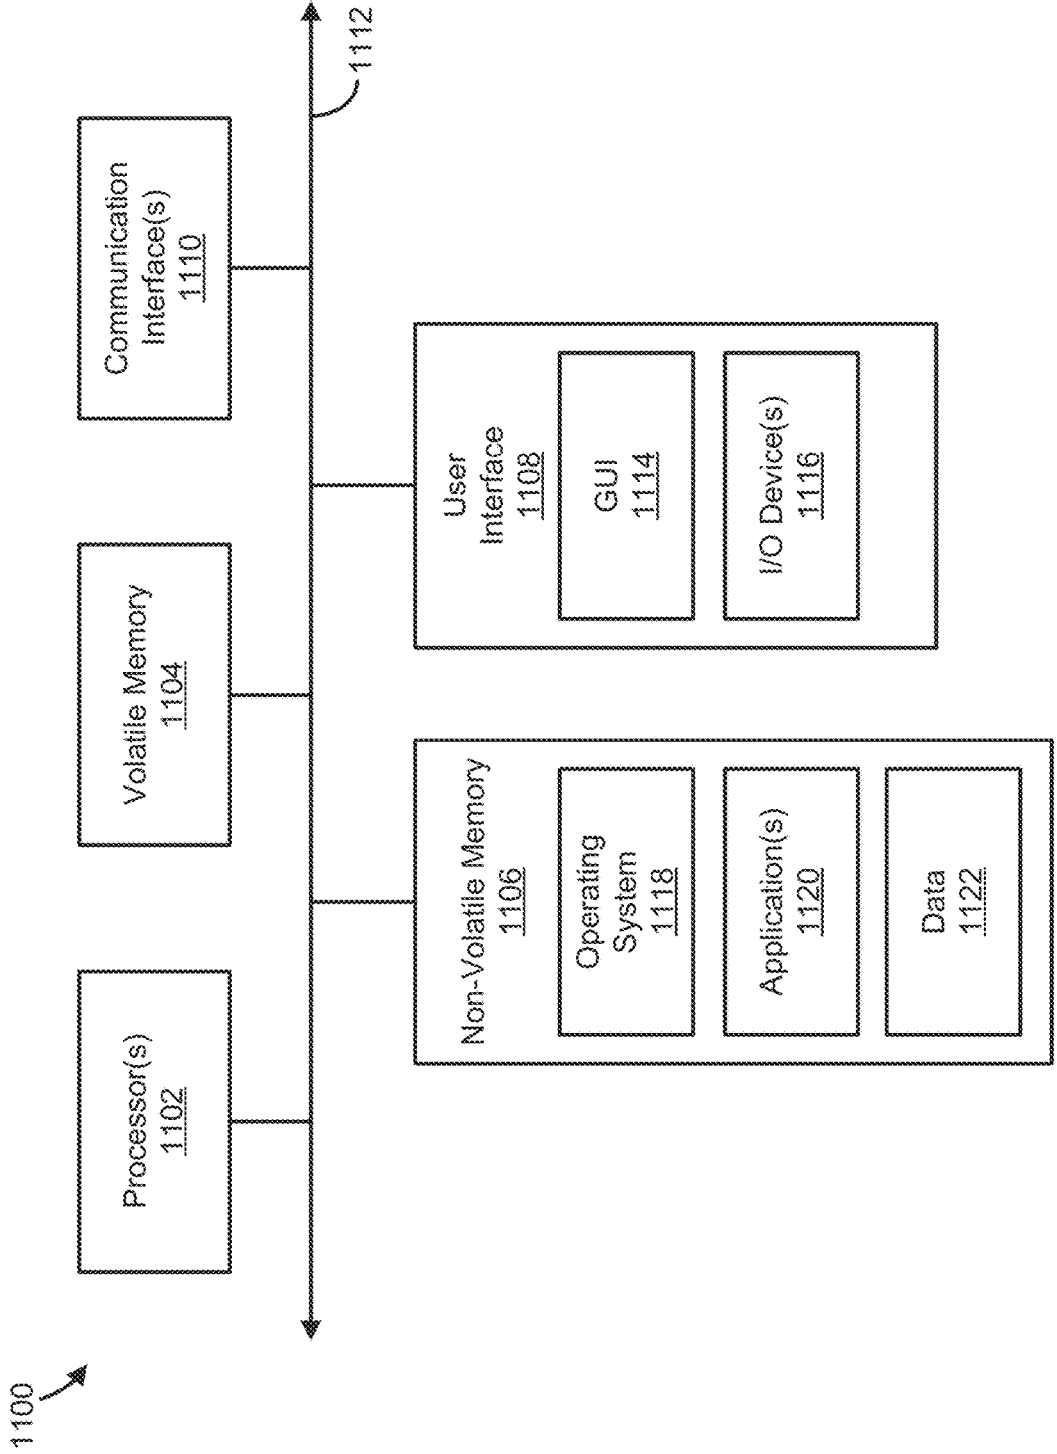 1100
Processor(s)
1102
Volatile Memory
1104
Communication
Interface(s)
1110
1112
Non-Volatile Memory
1106
Operating
System
1118
Application(s)
1120
Data
1122
User
Interface
1108
GUI
1114
I/O Device(s)
1116